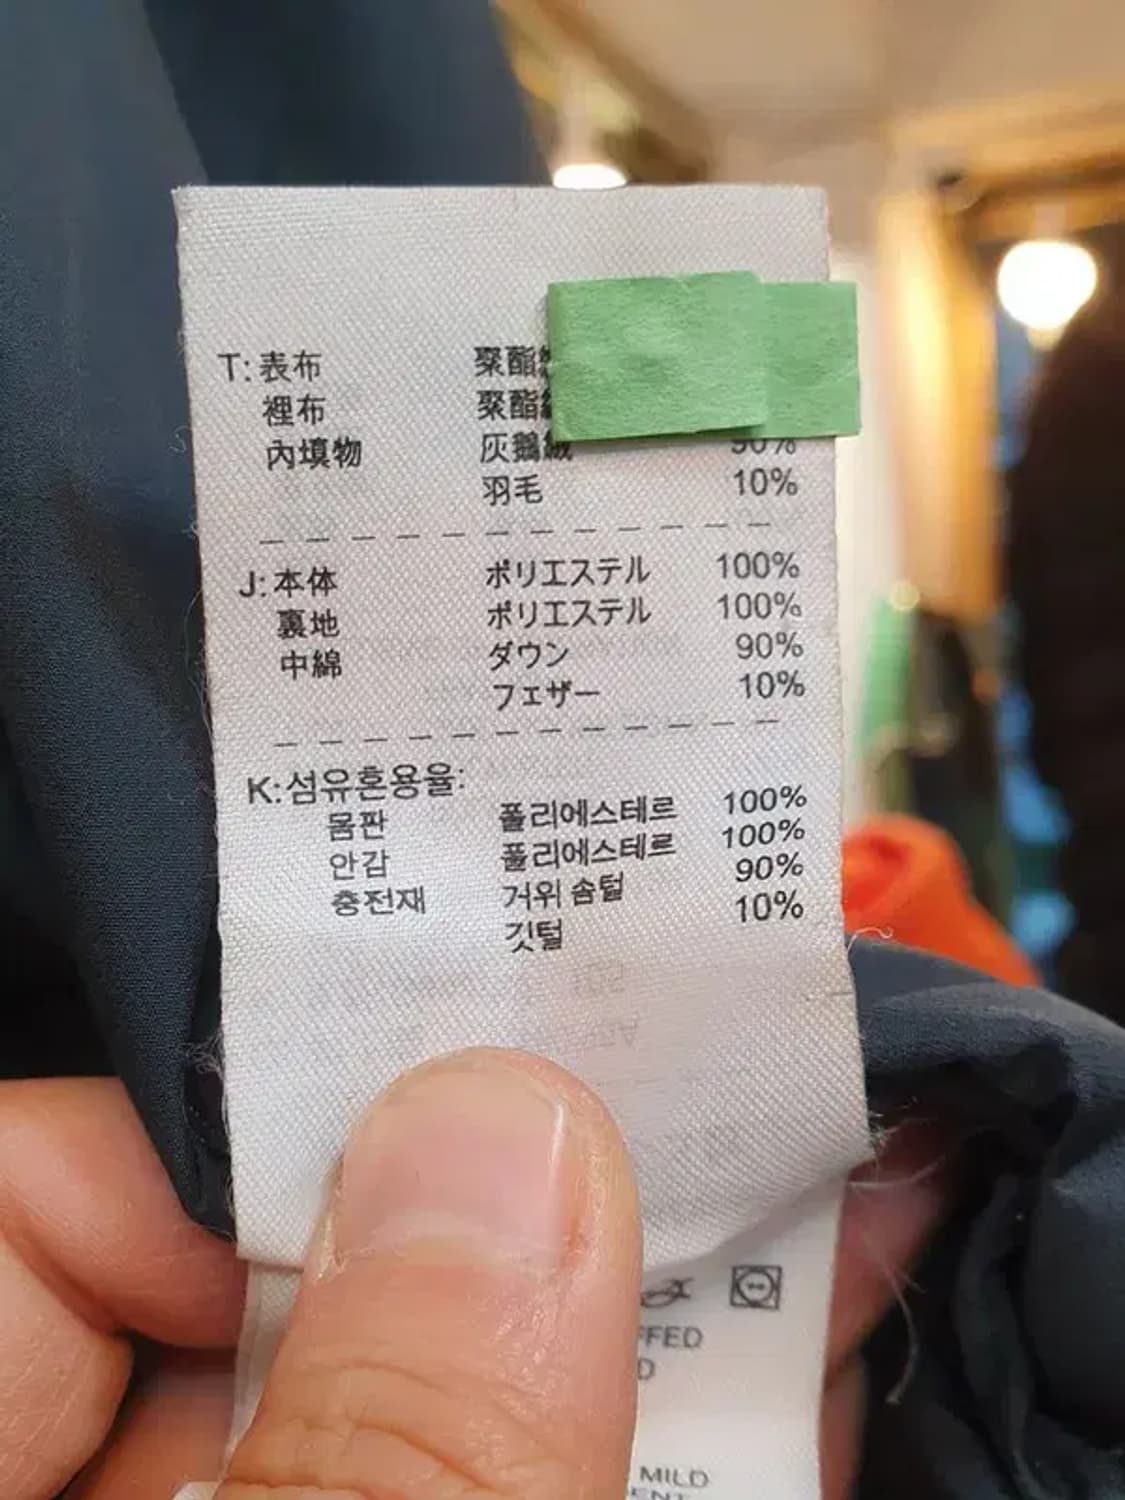 T: 表布 聚酯
裡布 聚酯
內填物 灰鵝絨 90%
羽毛 10%
J: 本体 ポリエステル 100%
裏地 ポリエステル 100%
中綿 ダウン 90%
フェザー 10%
K: 섬유혼용율:
몸판 폴리에스테르 100%
안감 폴리에스테르 100%
충전재 거위 솜털 90%
깃털 10%
MILD